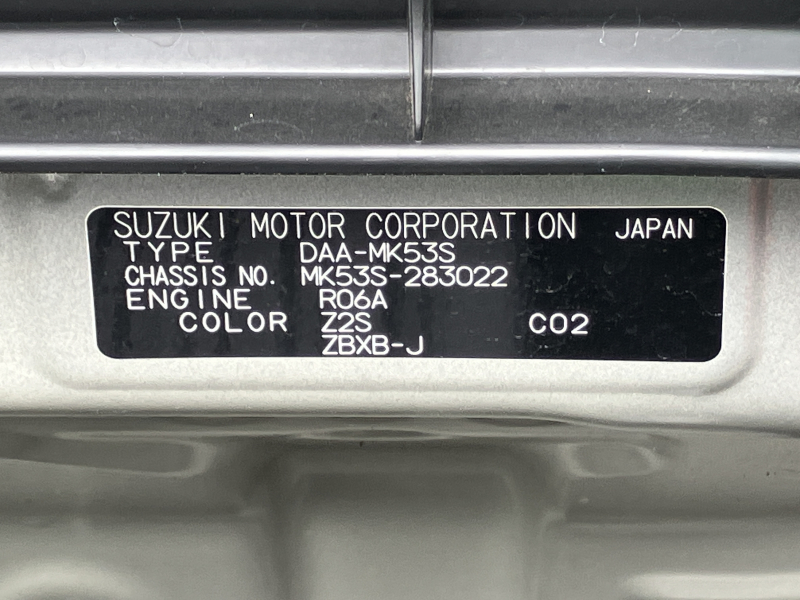 SUZUKI MOTOR CORPORATION JAPAN
TYPE DAA-MK53S
CHASSIS NO. MK53S-283022
ENGINE R06A
COLOR Z2S C02
ZBXB-J